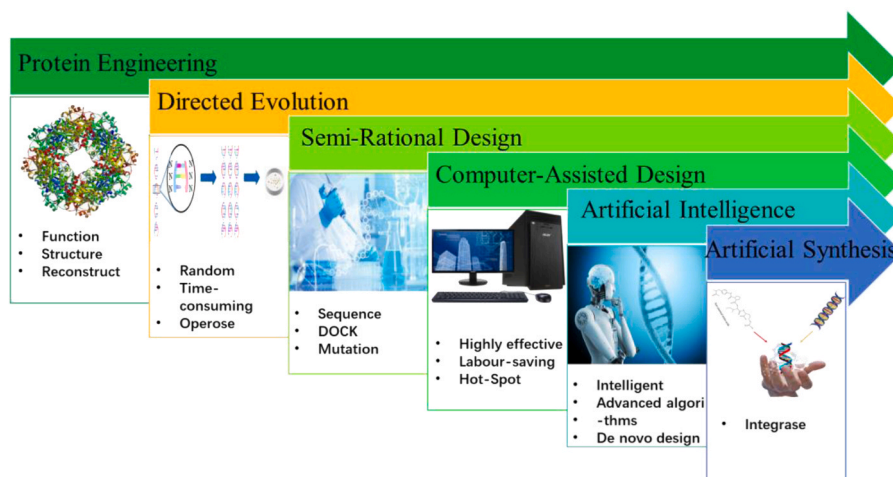 Protein Engineering
Directed Evolution
Semi-Rational Design
Computer-Assisted Design
Artificial Intelligence
Artificial Synthesis
• Function
• Structure
• Reconstruct
• Random
• Time-
consuming
• Operose
• Sequence
• DOCK
• Mutation
• Highly effective
• Labour-saving
• Hot-Spot
• Intelligent
• Advanced algori
• -thms
• De novo design
• Integrase